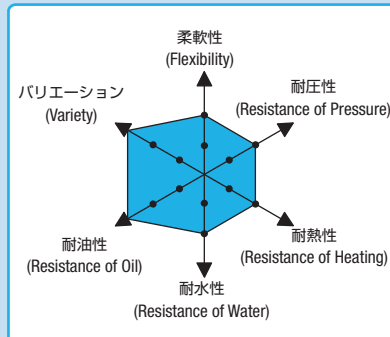 柔軟性
(Flexibility)
バリエーション
(Variety)
耐圧性
(Resistance of Pressure)
耐油性
(Resistance of Oil)
耐熱性
(Resistance of Heating)
耐水性
(Resistance of Water)